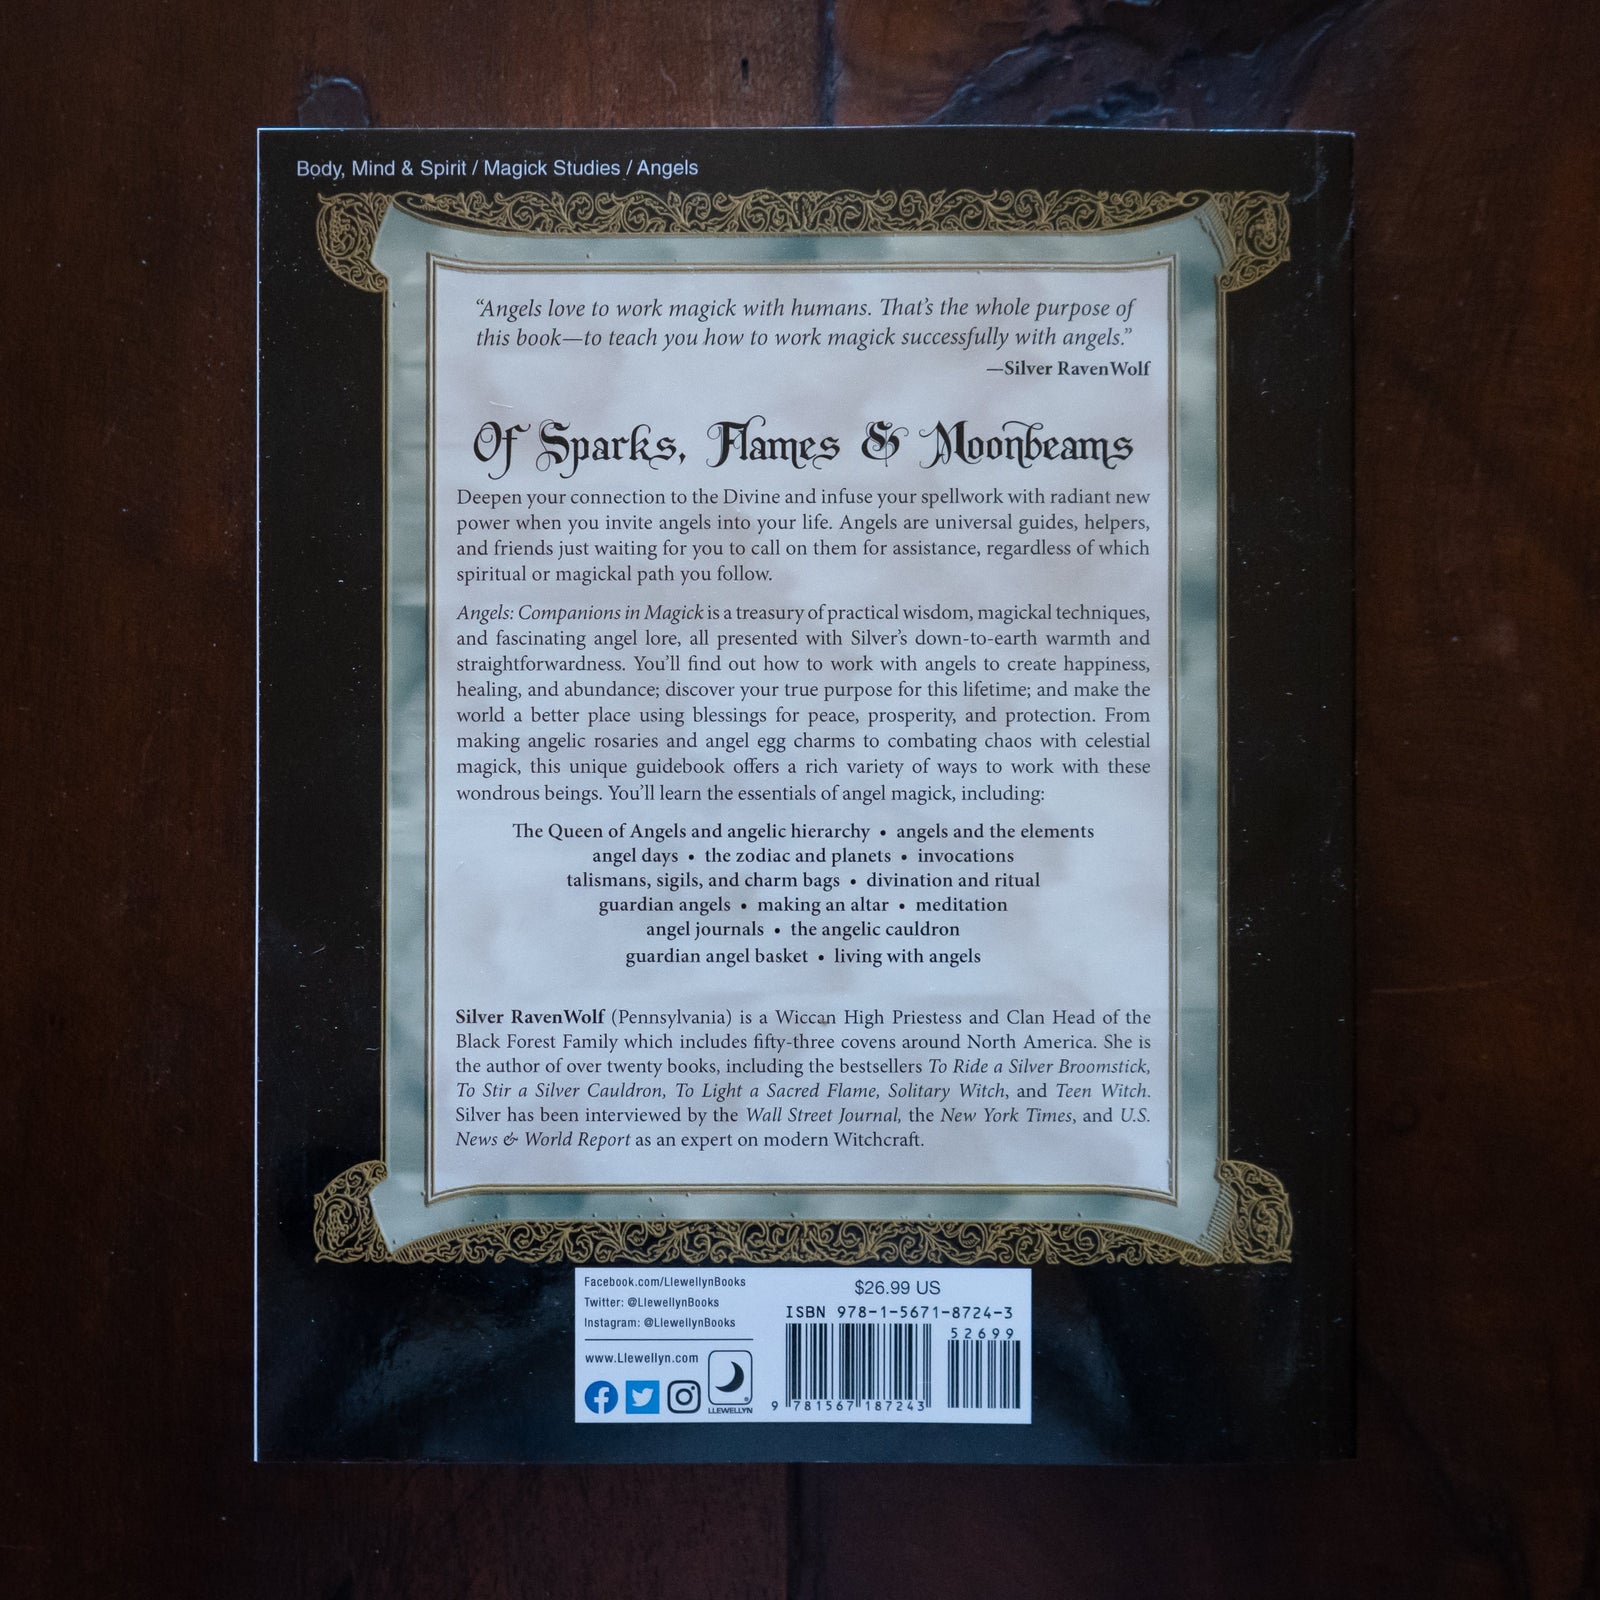 Body, Mind & Spirit / Magick Studies / Angels
“Angels love to work magick with humans. That’s the whole purpose of
this book—to teach you how to work magick successfully with angels.”
—Silver RavenWolf
Of Sparks, Flames & Moonbeams
Deepen your connection to the Divine and infuse your spellwork with radiant new
power when you invite angels into your life. Angels are universal guides, helpers,
and friends just waiting for you to call on them for assistance, regardless of which
spiritual or magickal path you follow.
Angels: Companions in Magick is a treasury of practical wisdom, magickal techniques,
and fascinating angel lore, all presented with Silver’s down-to-earth warmth and
straightforwardness. You’ll find out how to work with angels to create happiness,
healing, and abundance; discover your true purpose for this lifetime; and make the
world a better place using blessings for peace, prosperity, and protection. From
making angelic rosaries and angel egg charms to combating chaos with celestial
magick, this unique guidebook offers a rich variety of ways to work with these
wondrous beings. You’ll learn the essentials of angel magick, including:
The Queen of Angels and angelic hierarchy • angels and the elements
angel days • the zodiac and planets • invocations
talismans, sigils, and charm bags • divination and ritual
guardian angels • making an altar • meditation
angel journals • the angelic cauldron
guardian angel basket • living with angels
Silver RavenWolf (Pennsylvania) is a Wiccan High Priestess and Clan Head of the
Black Forest Family which includes fifty-three covens around North America. She is
the author of over twenty books, including the bestsellers To Ride a Silver Broomstick,
To Stir a Silver Cauldron, To Light a Sacred Flame, Solitary Witch, and Teen Witch.
Silver has been interviewed by the Wall Street Journal, the New York Times, and U.S.
News & World Report as an expert on modern Witchcraft.
Facebook.com/LlewellynBooks
Twitter: @LlewellynBooks
Instagram: @LlewellynBooks
www.Llewellyn.com
LLEWELLYN
$26.99 US
ISBN 978-1-5671-8724-3
52699
9 781567 187243